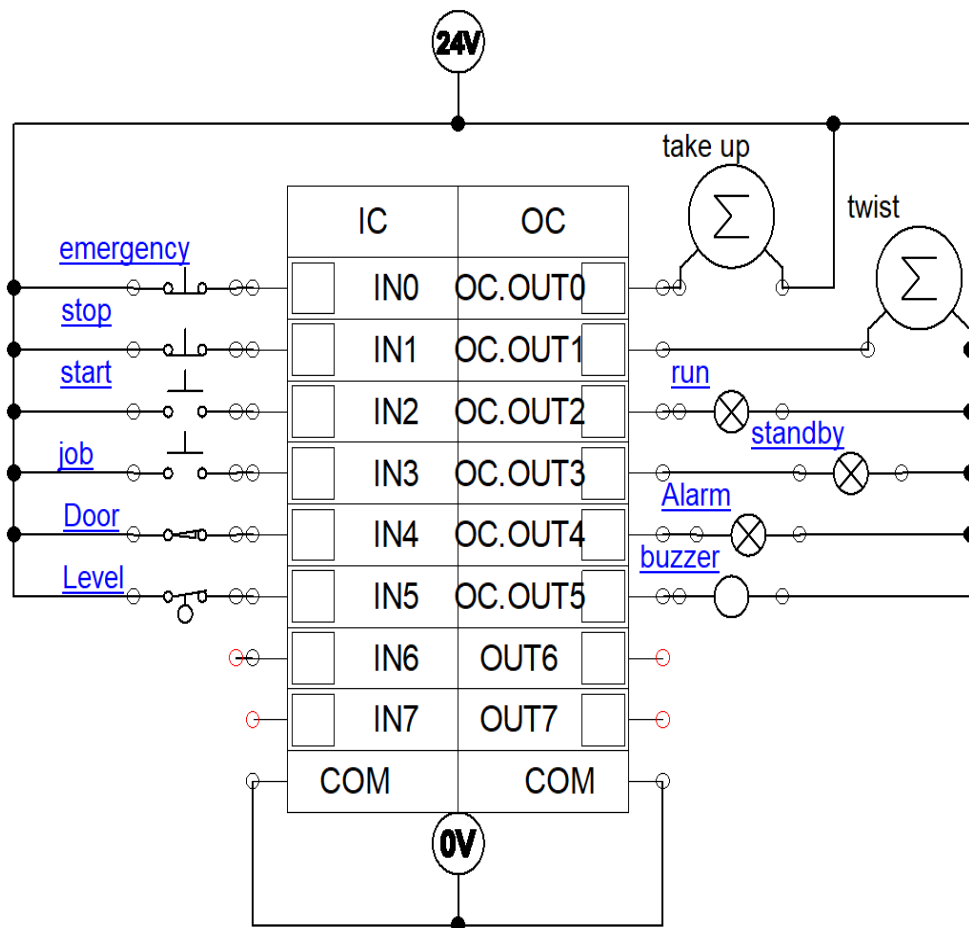 24V
take up
twist
IC OC
emergency
IN0 OC.OUT0
stop
IN1 OC.OUT1
start
run
IN2 OC.OUT2
standby
job
IN3 OC.OUT3
Alarm
Door
IN4 OC.OUT4
buzzer
Level
IN5 OC.OUT5
IN6 OUT6
IN7 OUT7
COM COM
0V